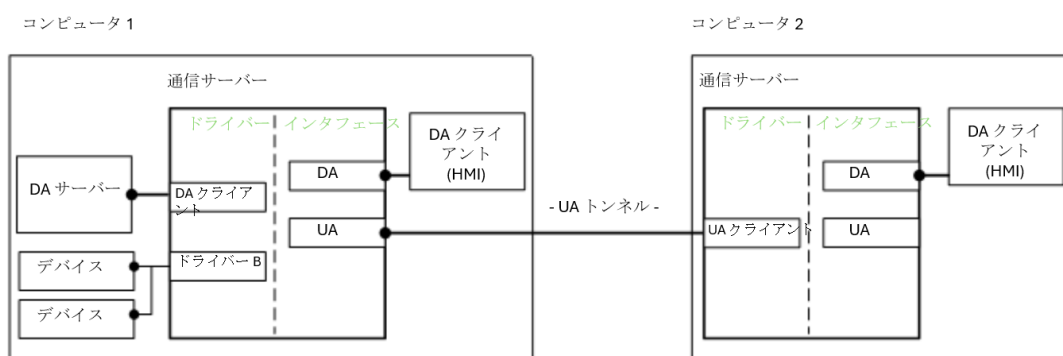 コンピュータ 1
コンピュータ 2
通信サーバー
通信サーバー
ドライバー
インタフェース
DA クライ
アント
(HMI)
DA サーバー
DA クライア
ント
DA
UA
ドライバー B
デバイス
デバイス
- UA トンネル -
ドライバー
インタフェース
DA クライ
アント
(HMI)
DA
UA クライアント
UA